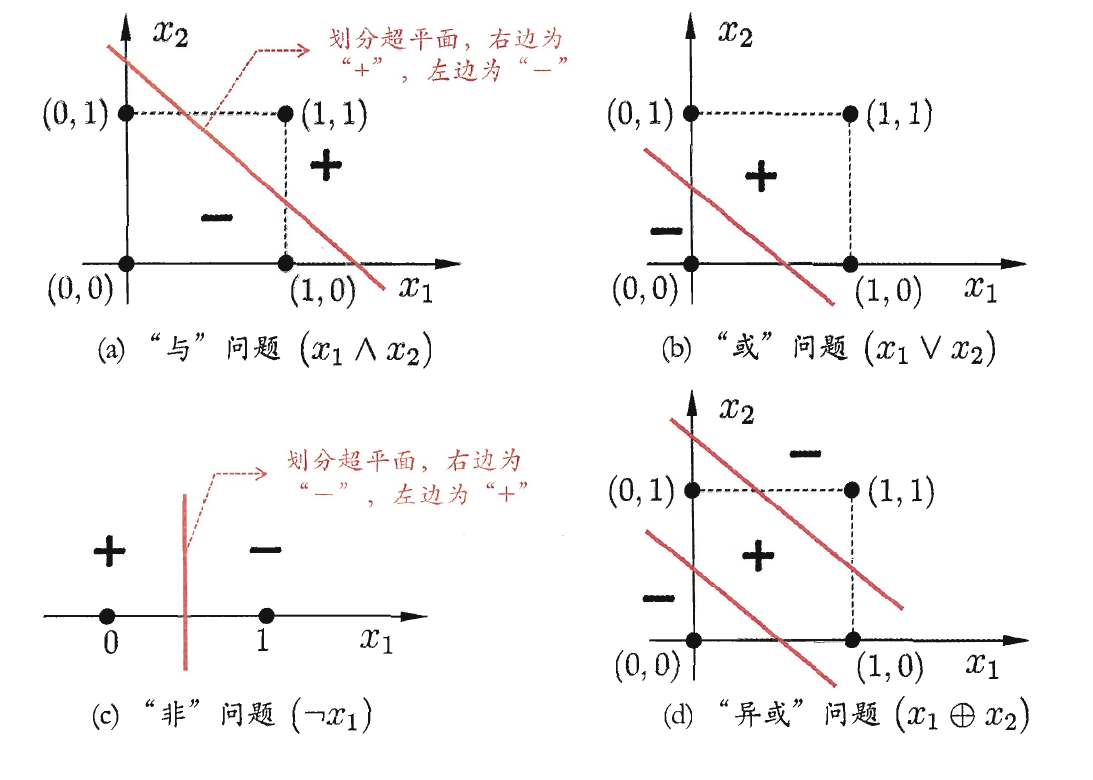 x₂
划分超平面，右边为
“+”，左边为“−”
(0,1)
(1,1)
+
−
(0,0)
(1,0)
x₁
(a) “与”问题 (x₁ ∧ x₂)
x₂
(0,1)
(1,1)
+
−
(0,0)
(1,0)
x₁
(b) “或”问题 (x₁ ∨ x₂)
划分超平面，右边为
“−”，左边为“+”
+
−
0
1
x₁
(c) “非”问题 (¬x₁)
x₂
−
(0,1)
(1,1)
+
−
(0,0)
(1,0)
x₁
(d) “异或”问题 (x₁ ⊕ x₂)